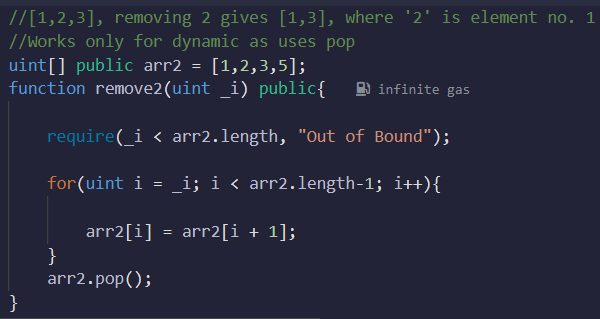 //[1,2,3], removing 2 gives [1,3], where '2' is element no. 1
//Works only for dynamic as uses pop
uint[] public arr2 = [1,2,3,5];
function remove2(uint _i) public{ infinite gas
require(_i < arr2.length, "Out of Bound");
for(uint i = _i; i < arr2.length-1; i++){
arr2[i] = arr2[i + 1];
}
arr2.pop();
}